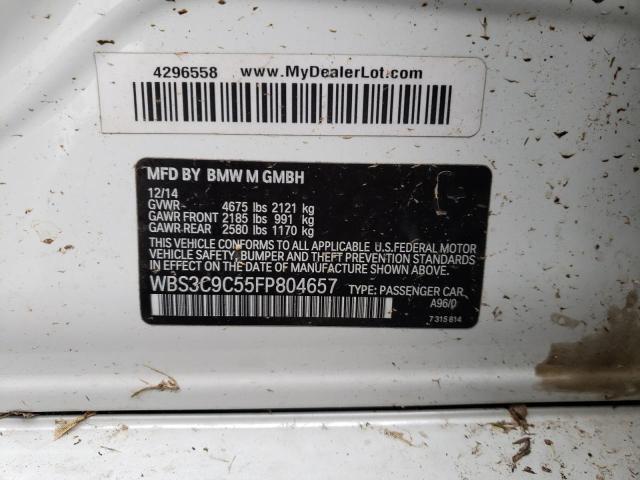 4296558 www.MyDealerLot.com
MFD BY BMW M GMBH
12/14
GVWR- 4675 lbs 2121 kg
GAWR FRONT 2185 lbs 991 kg
GAWR REAR 2580 lbs 1170 kg
THIS VEHICLE CONFORMS TO ALL APPLICABLE U.S.FEDERAL MOTOR
VEHICLE SAFETY, BUMPER AND THEFT PREVENTION STANDARDS
IN EFFECT ON THE DATE OF MANUFACTURE SHOWN ABOVE.
WBS3C9C55FP804657 TYPE: PASSENGER CAR
A96/0
7 315 814